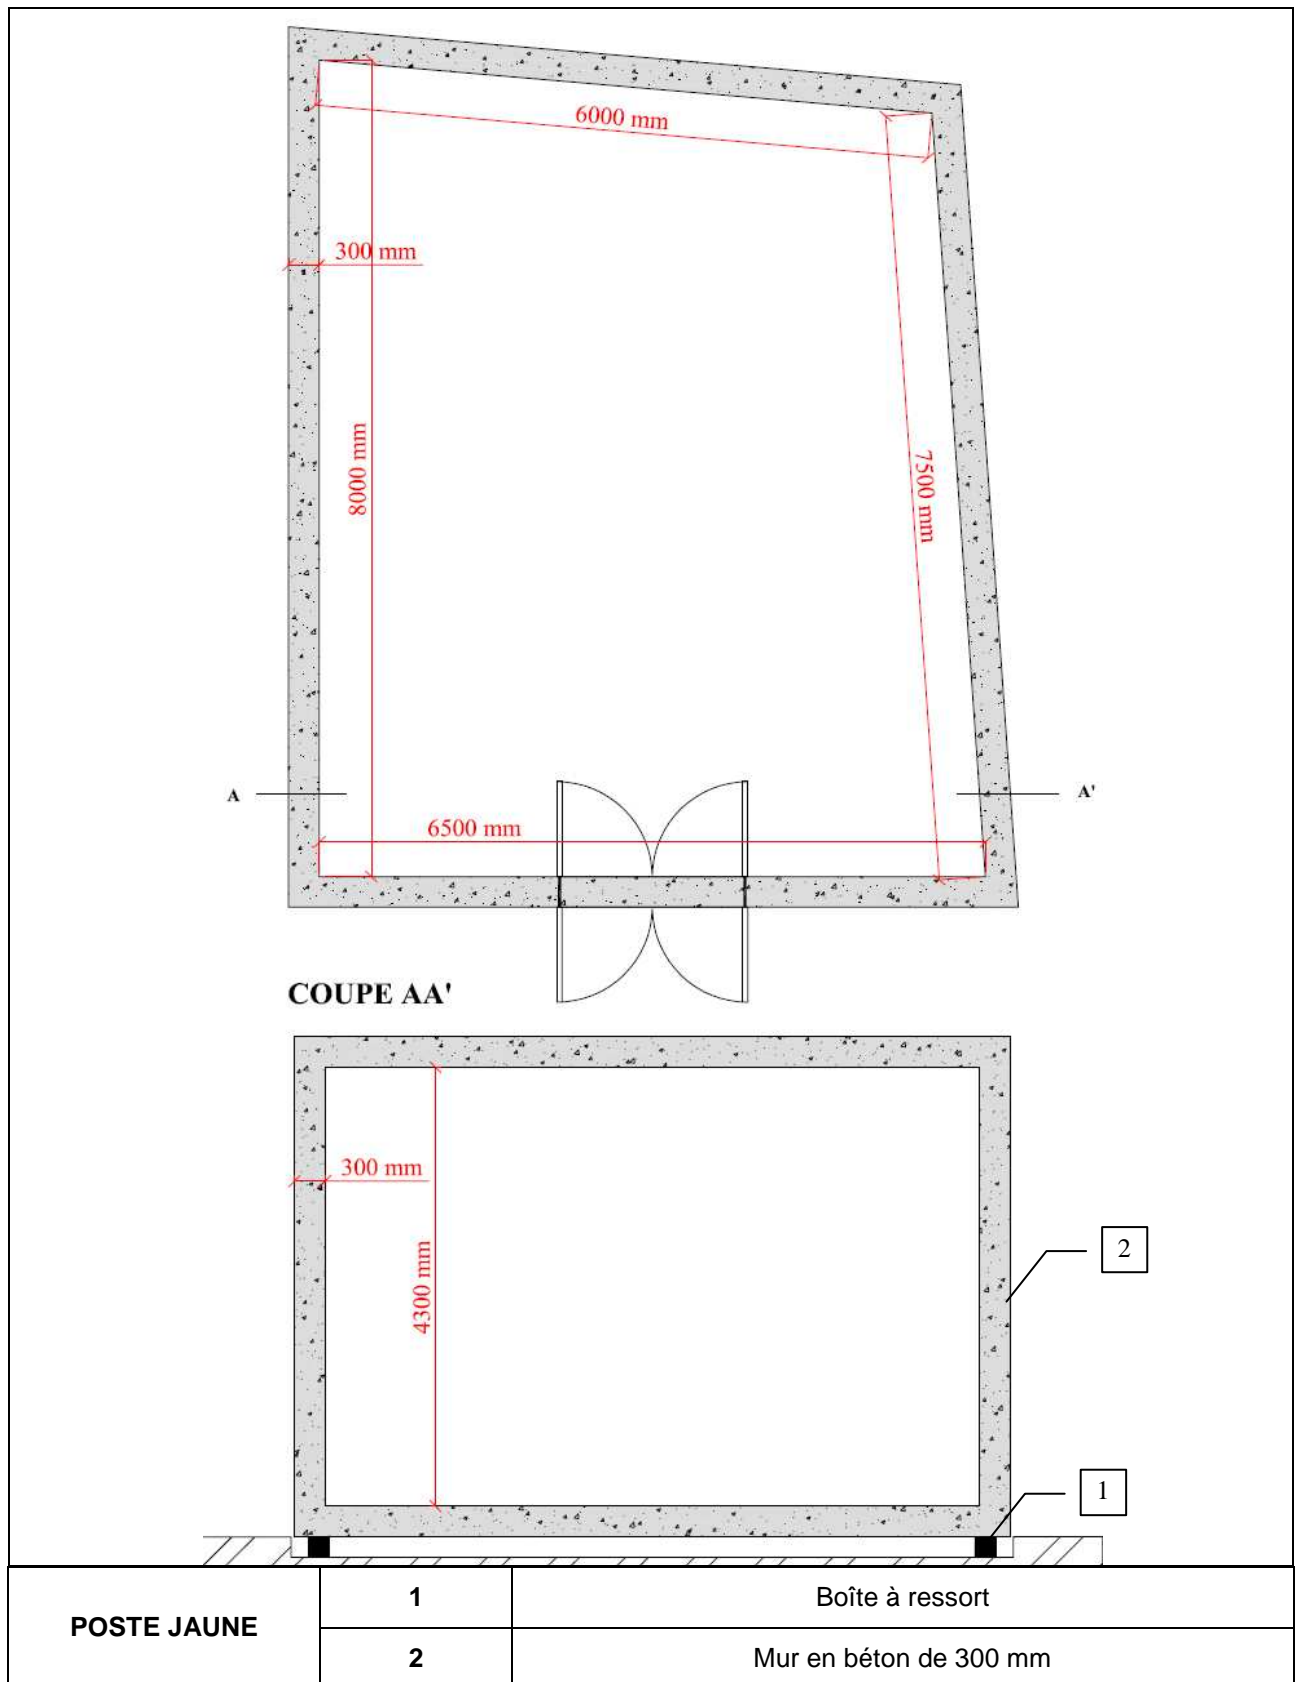 6000 mm
300 mm
8000 mm
7500 mm
A
A'
6500 mm
COUPE AA'
300 mm
4300 mm
2
1
POSTE JAUNE
1 Boîte à ressort
2 Mur en béton de 300 mm